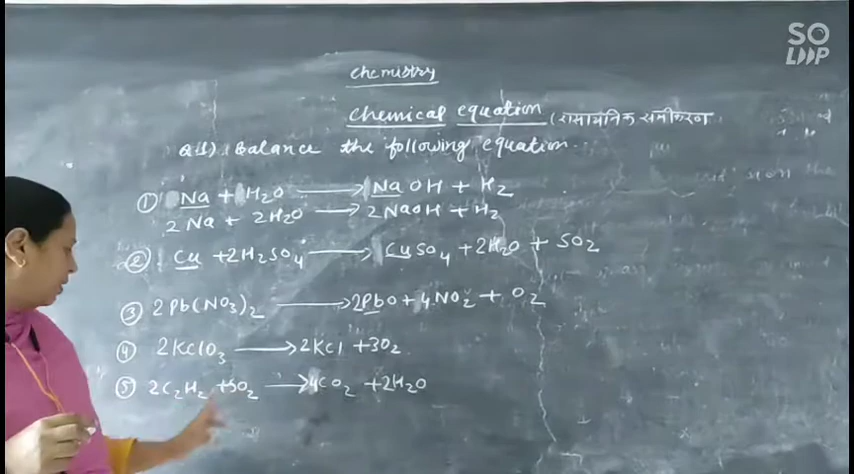 SO
LOOP
Chemistry
Chemical equation (रासायनिक समीकरण
Q.1) Balance the following equation..
① Na + H₂O ⟶ NaOH + H₂
2Na + 2H₂O ⟶ 2NaOH + H₂
② Cu + 2H₂SO₄ ⟶ CuSO₄ + 2H₂O + SO₂
③ 2Pb(NO₃)₂ ⟶ 2PbO + 4NO₂ + O₂
④ 2KClO₃ ⟶ 2KCl + 3O₂
⑤ 2C₂H₂ + 5O₂ ⟶ 4CO₂ + 2H₂O